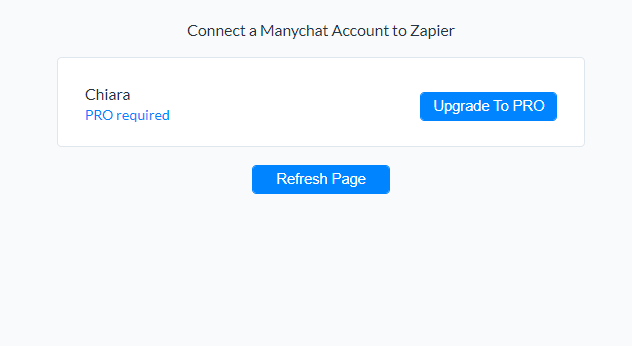 Connect a Manychat Account to Zapier
Chiara
PRO required
Upgrade To PRO
Refresh Page